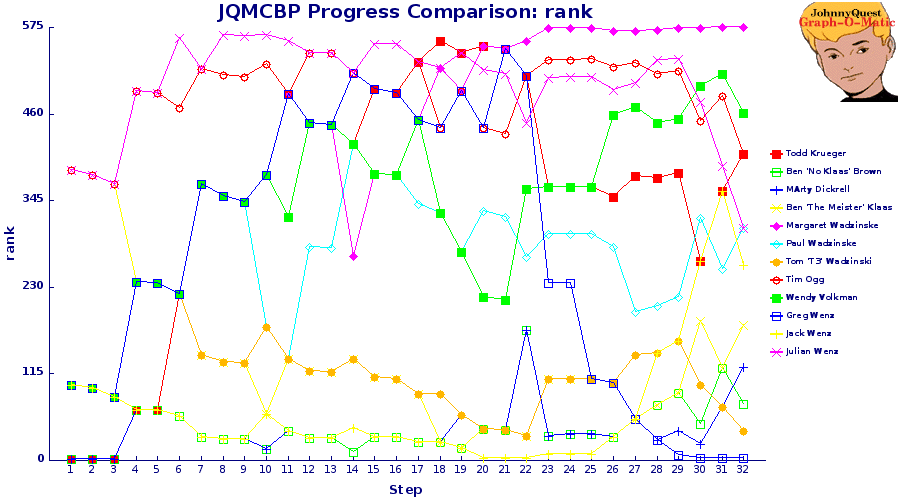 JQMCBP Progress Comparison: rank
JohnnyQuest
Graph-O-Matic
575
460
345
230
115
0
rank
1 2 3 4 5 6 7 8 9 10 11 12 13 14 15 16 17 18 19 20 21 22 23 24 25 26 27 28 29 30 31 32
Step
Todd Krueger
Ben 'No Klaas' Brown
MArty Dickrell
Ben 'The Meister' Klaas
Margaret Wadzinske
Paul Wadzinske
Tom 'T3' Wadzinski
Tim Ogg
Wendy Volkman
Greg Wenz
Jack Wenz
Julian Wenz